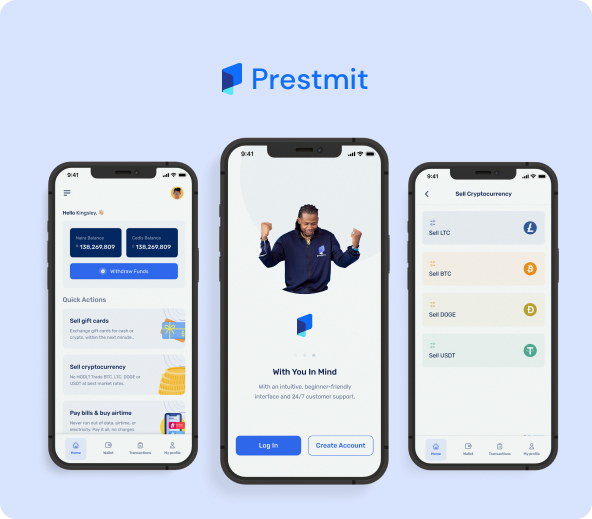 Prestmit
9:41
Hello Kingsley, 👋
Naira Balance
138,269,809
Cedis Balance
138,269,809
Withdraw Funds
Quick Actions
Sell gift cards
Exchange gift cards for cash or
crypto, within the next minute..
Sell cryptocurrency
No HODL? Trade BTC, LTC, DOGE or
USDT at best market rates.
Pay bills & buy airtime
Never run out of data, airtime, or
electricity. Pay it all, no charges.
Home
Wallet
Transactions
My profile
9:41
With You In Mind
With an intuitive, beginner-friendly
interface and 24/7 customer support.
Log In
Create Account
9:41
Sell Cryptocurrency
Sell LTC
Sell BTC
Sell DOGE
Sell USDT
Home
Wallet
Transactions
My profile